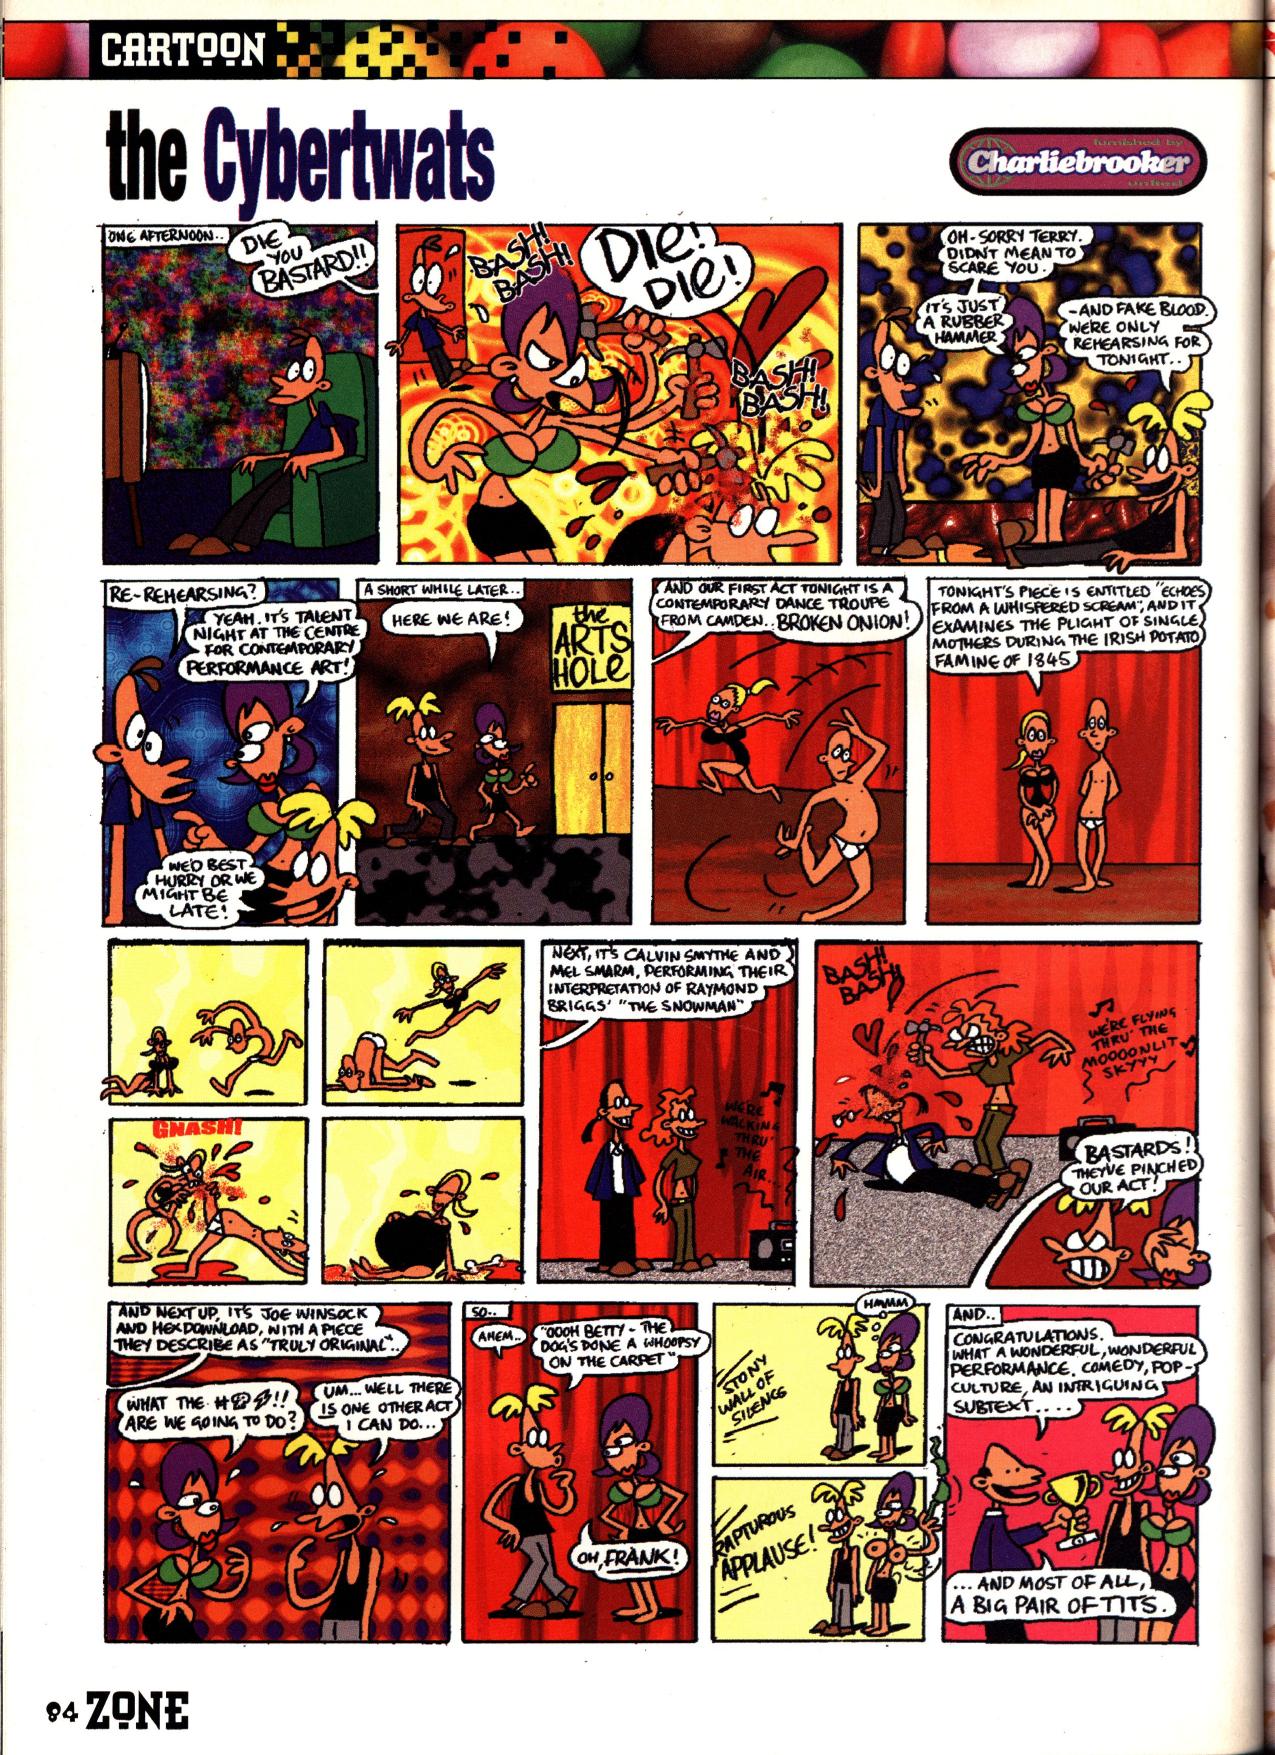 CARTOON
the Cybertwats
furnished by
Charliebrooker
ONE AFTERNOON..
DIE
YOU
BASTARD!!
BASH!
BASH!
BASH!
BASH!
DIE!
DIE!
BASH!
BASH!
BASH!
OH-SORRY TERRY.
DIDN'T MEAN TO
SCARE YOU.
IT'S JUST
A RUBBER
HAMMER
-AND FAKE BLOOD.
WE'RE ONLY
REHEARSING FOR
TONIGHT..
RE-REHEARSING?
YEAH. IT'S TALENT
NIGHT AT THE CENTRE
FOR CONTEMPORARY
PERFORMANCE ART!
WE'D BEST
HURRY OR WE
MIGHT BE
LATE!
A SHORT WHILE LATER..
HERE WE ARE!
the
ARTS
HOLE
AND OUR FIRST ACT TONIGHT IS A
CONTEMPORARY DANCE TROUPE
FROM CAMDEN.. BROKEN ONION!
TONIGHT'S PIECE IS ENTITLED "ECHOES
FROM A WHISPERED SCREAM", AND IT
EXAMINES THE PLIGHT OF SINGLE
MOTHERS DURING THE IRISH POTATO
FAMINE OF 1845
GNASH!
NEXT, IT'S CALVIN SMYTHE AND
MEL SMARM, PERFORMING THEIR
INTERPRETATION OF RAYMOND
BRIGGS' "THE SNOWMAN"
WE'RE
WALKING
THRU'
THE
AIR...
BASH!
BASH!
WE'RE FLYING
THRU' THE
MOOOONLIT
SKYYY
BASTARDS!
THEY'VE PINCHED
OUR ACT!
AND NEXT UP, IT'S JOE WINSOCK
AND HEX DOWNLOAD, WITH A PIECE
THEY DESCRIBE AS "TRULY ORIGINAL"..
WHAT THE #@$!!
ARE WE GOING TO DO?
UM... WELL THERE
IS ONE OTHER ACT
I CAN DO...
SO..
AHEM..
"OOOH BETTY - THE
DOG'S DONE A WHOOPSY
ON THE CARPET"
OH, FRANK!
HMMM
STONY
WALL OF
SILENCE
RAPTUROUS
APPLAUSE!
AND..
CONGRATULATIONS.
WHAT A WONDERFUL, WONDERFUL
PERFORMANCE. COMEDY, POP-
CULTURE, AN INTRIGUING
SUBTEXT....
...AND MOST OF ALL,
A BIG PAIR OF TITS.
84 ZONE